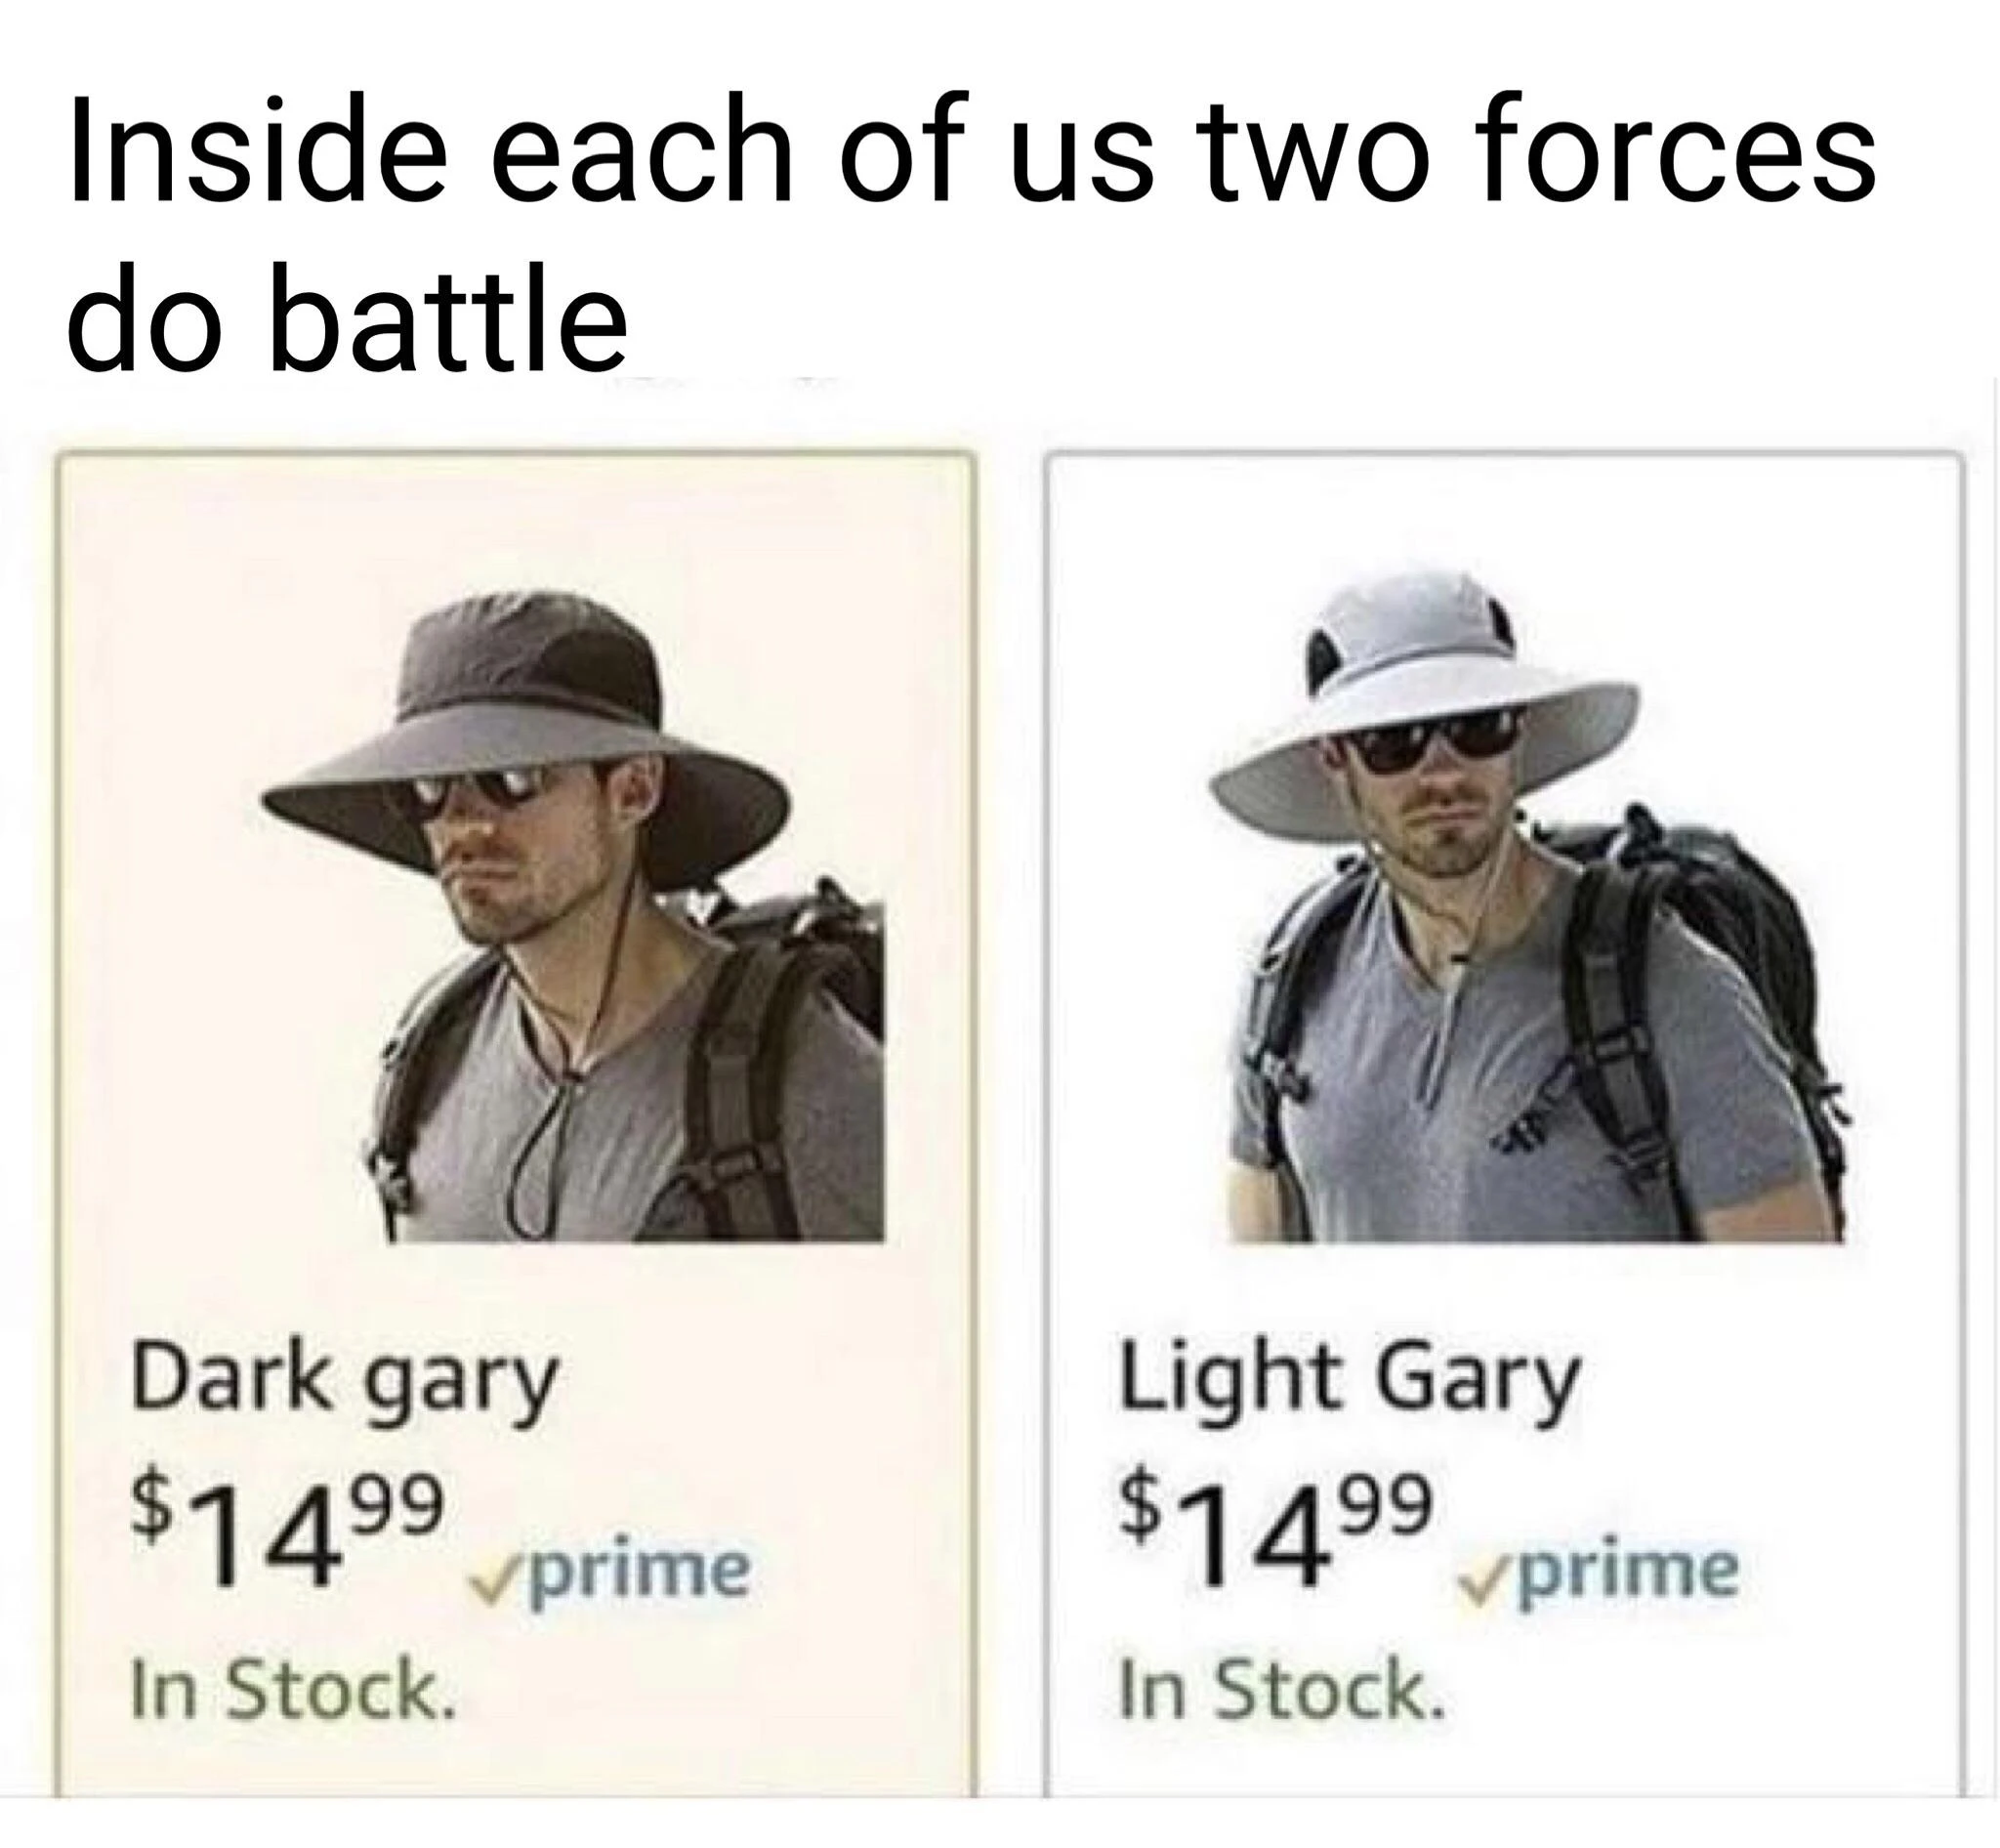 Inside each of us two forces
do battle
Dark gary
$14⁹⁹ prime
In Stock.
Light Gary
$14⁹⁹ prime
In Stock.